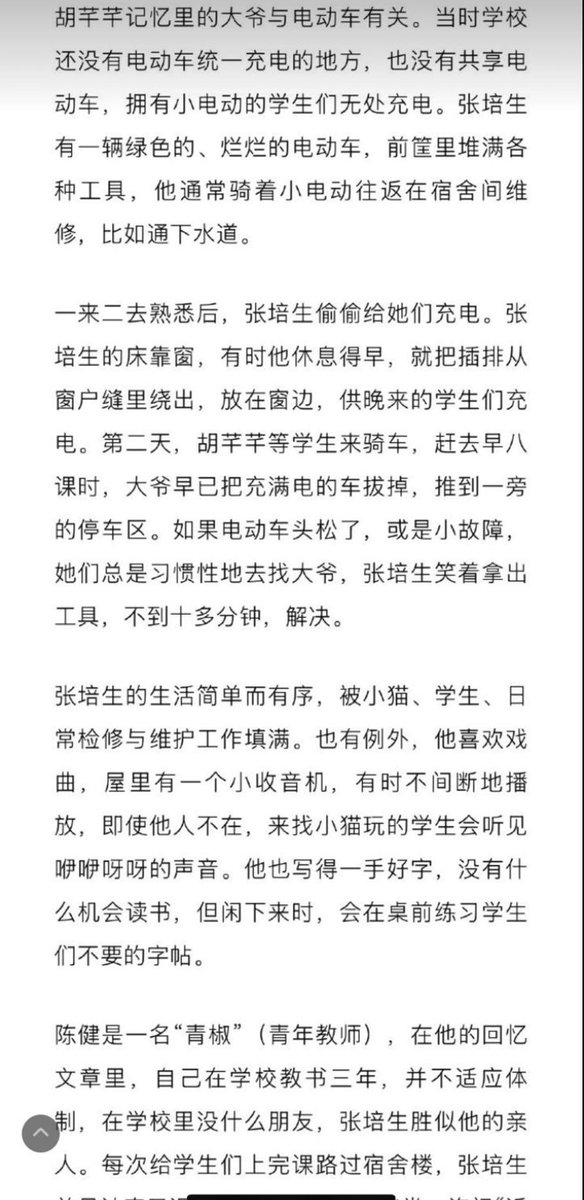 胡芊芊记忆里的大爷与电动车有关。当时学校
还没有电动车统一充电的地方，也没有共享电
动车，拥有小电动的学生们无处充电。张培生
有一辆绿色的、烂烂的电动车，前筐里堆满各
种工具，他通常骑着小电动往返在宿舍间维
修，比如通下水道。
一来二去熟悉后，张培生偷偷给她们充电。张
培生的床靠窗，有时他休息得早，就把插排从
窗户缝里绕出，放在窗边，供晚来的学生们充
电。第二天，胡芊芊等学生来骑车，赶去早八
课时，大爷早已把充满电的车拔掉，推到一旁
的停车区。如果电动车头松了，或是小故障，
她们总是习惯性地去找大爷，张培生笑着拿出
工具，不到十多分钟，解决。
张培生的生活简单而有序，被小猫、学生、日
常检修与维护工作填满。也有例外，他喜欢戏
曲，屋里有一个小收音机，有时不间断地播
放，即使他人不在，来找小猫玩的学生会听见
咿咿呀呀的声音。他也写得一手好字，没有什
么机会读书，但闲下来时，会在桌前练习学生
们不要的字帖。
陈健是一名“青椒”（青年教师），在他的回忆
文章里，自己在学校教书三年，并不适应体
制，在学校里没什么朋友，张培生胜似他的亲
人。每次给学生们上完课路过宿舍楼，张培生